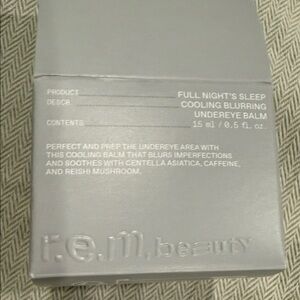 PRODUCT FULL NIGHT'S SLEEP
DESCR. COOLING BLURRING
UNDEREYE BALM
CONTENTS 15 ml / 0.5 fl. oz.
PERFECT AND PREP THE UNDEREYE AREA WITH
THIS COOLING BALM THAT BLURS IMPERFECTIONS
AND SOOTHES WITH CENTELLA ASIATICA, CAFFEINE,
AND REISHI MUSHROOM.
r.e.m.beauty